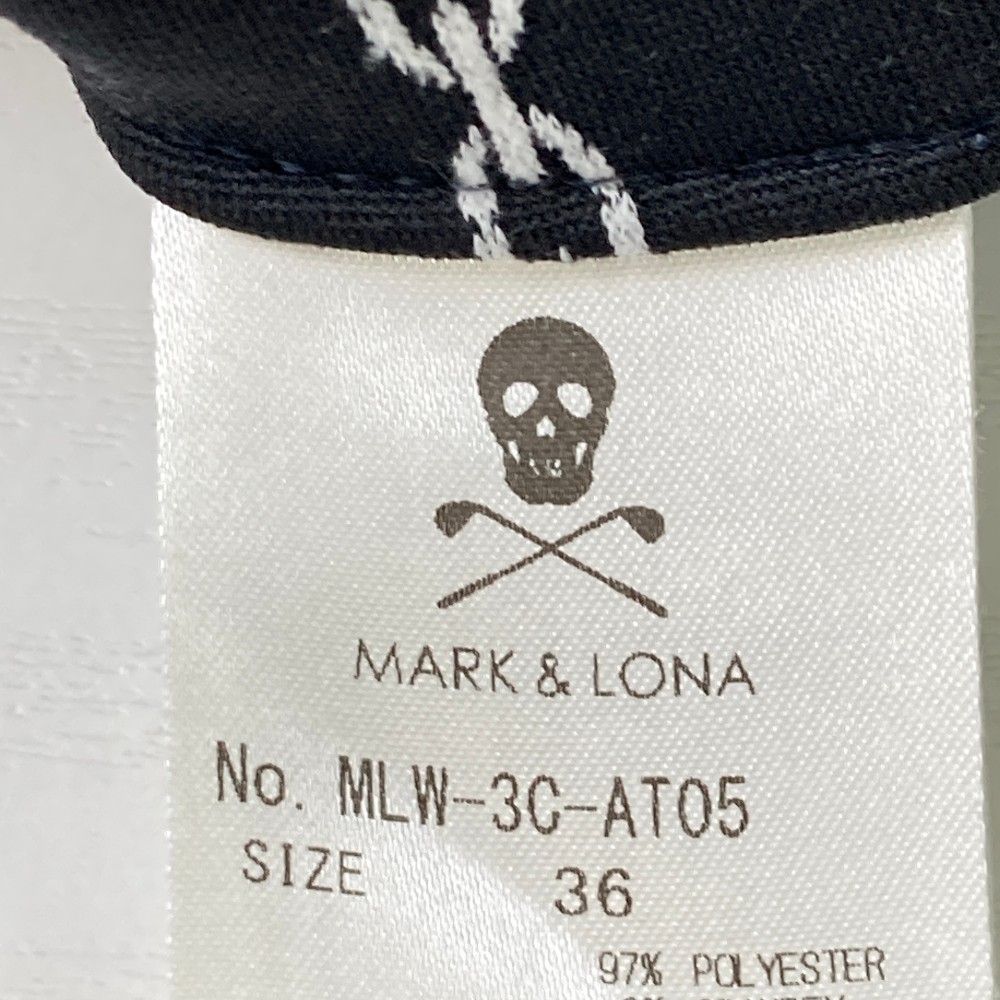 MARK & LONA
No. MLW-3C-AT05
SIZE 36
97% POLYESTER